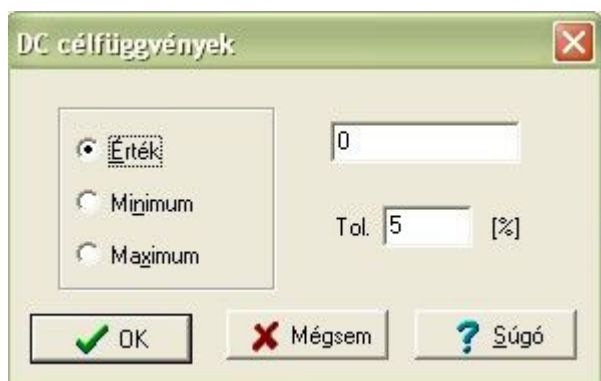 DC célfüggvények
Érték
0
Minimum
Tol. 5 [%]
Maximum
OK Mégsem Súgó